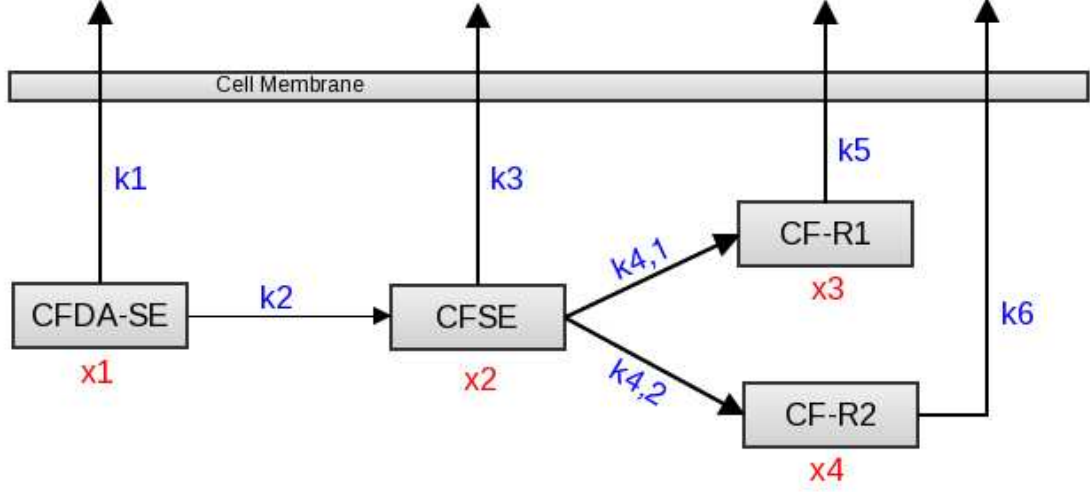 Cell Membrane
k1
k3
k5
CF-R1
k4,1
x3
k2
CFDA-SE
CFSE
k6
x1
x2
k4,2
CF-R2
x4